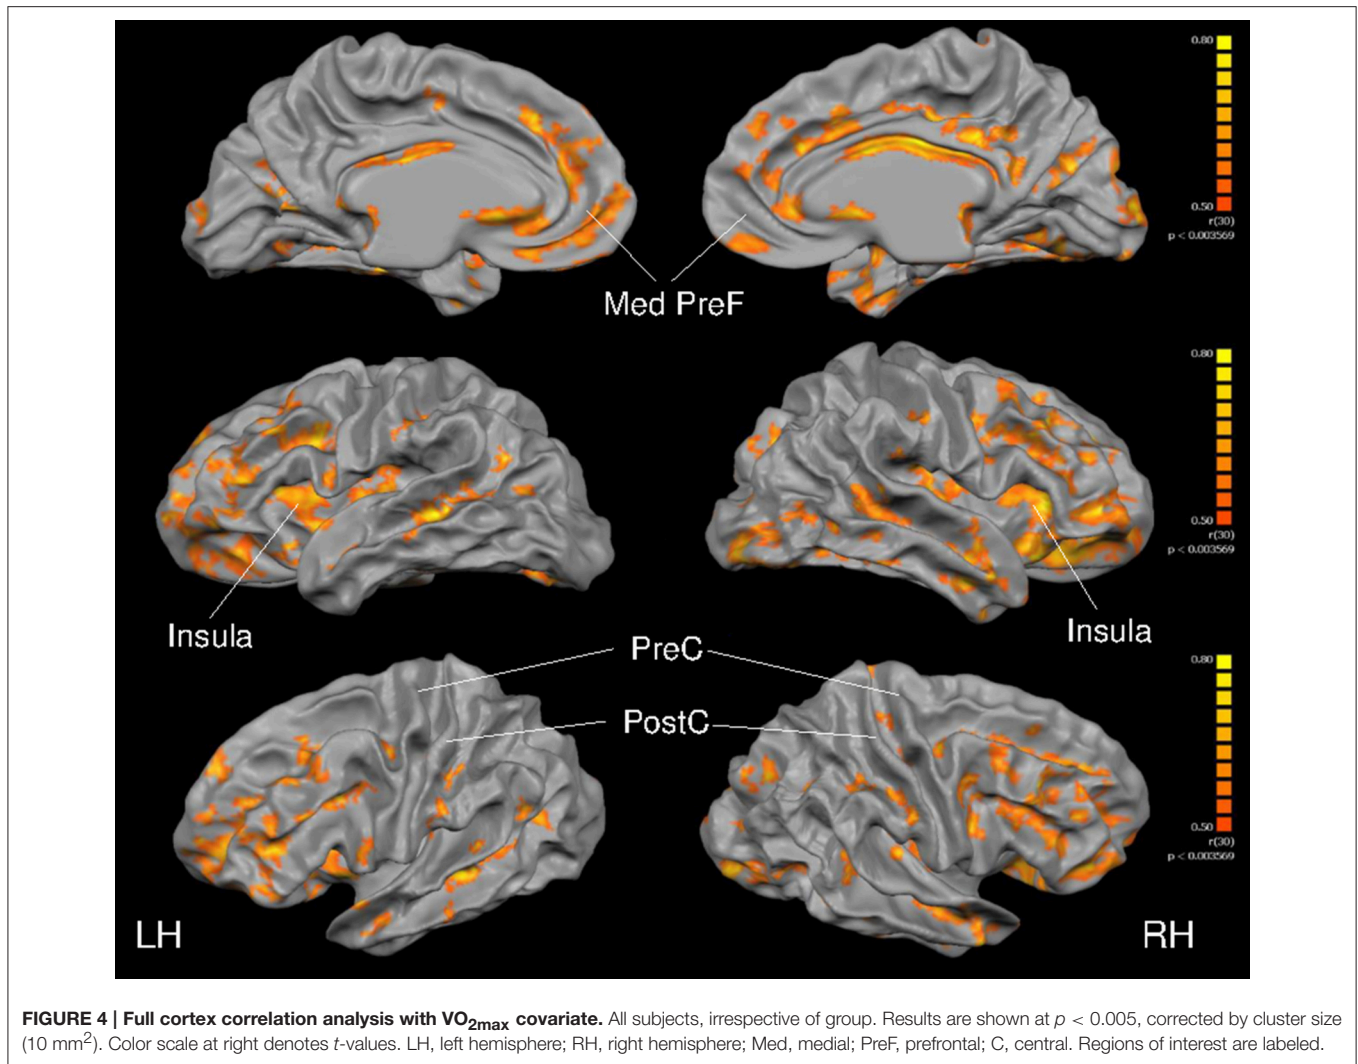 0.80
0.50
r(30)
p < 0.003569
Med PreF
0.80
0.50
r(30)
p < 0.003569
Insula
Insula
PreC
PostC
0.80
0.50
r(30)
p < 0.003569
LH
RH
FIGURE 4 | Full cortex correlation analysis with VO2max covariate. All subjects, irrespective of group. Results are shown at p < 0.005, corrected by cluster size
(10 mm²). Color scale at right denotes t-values. LH, left hemisphere; RH, right hemisphere; Med, medial; PreF, prefrontal; C, central. Regions of interest are labeled.